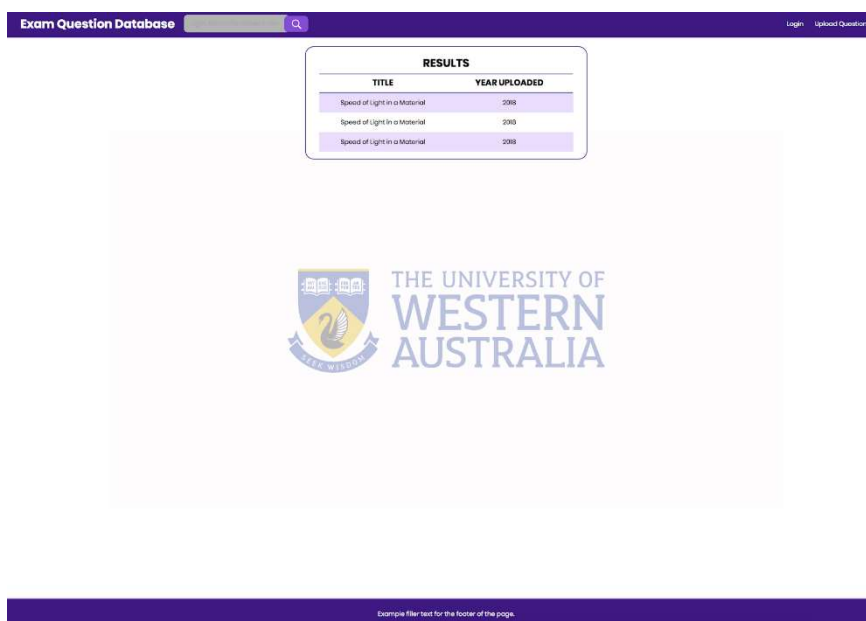 Exam Question Database
Login Upload Question
RESULTS
TITLE YEAR UPLOADED
Speed of Light in a Material 2018
Speed of Light in a Material 2018
Speed of Light in a Material 2018
THE UNIVERSITY OF
WESTERN
AUSTRALIA
SEEK WISDOM
Example filler text for the footer of the page.